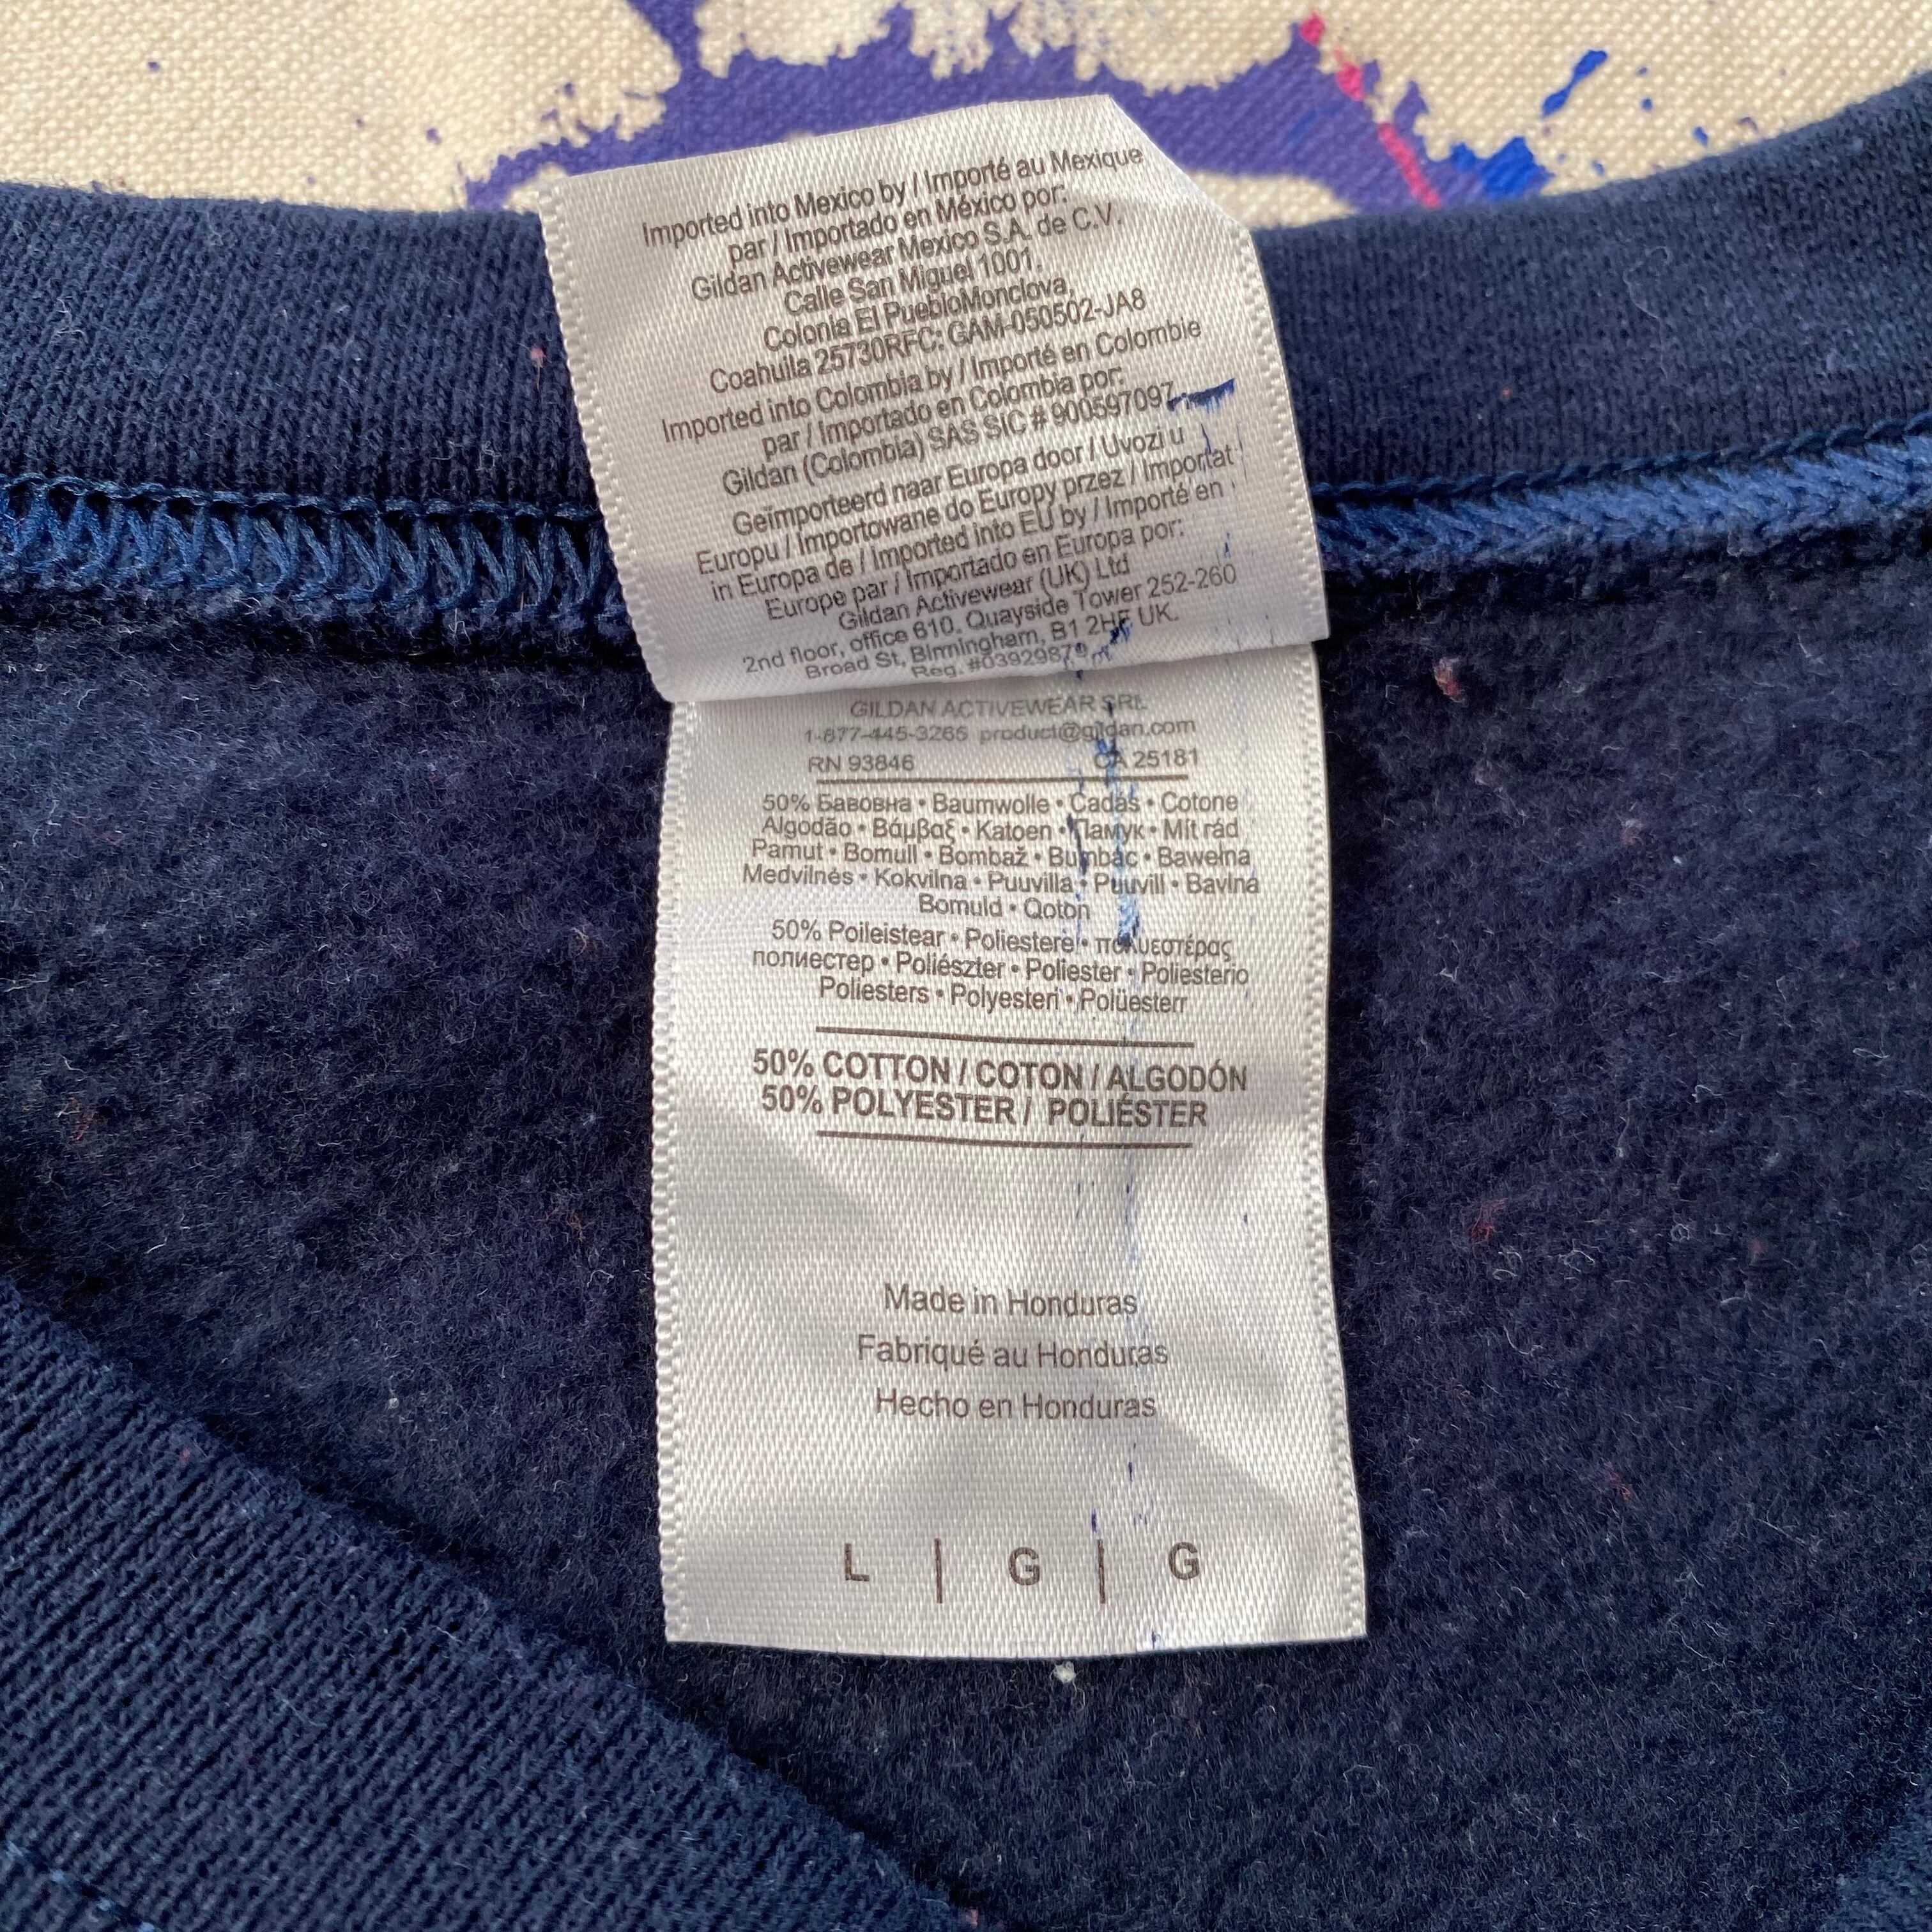 Imported into Mexico by / Importé au Mexique
par / Importado en México por:
Gildan Activewear Mexico S.A. de C.V.
Calle San Miguel 1001.
Colonia El PuebloMonclova,
Coahuila 25730RFC: GAM-050502-JA8
Imported into Colombia by / Importé en Colombie
par / Importado en Colombia por:
Gildan (Colombia) SAS SIC # 900597097
Geïmporteerd naar Europa door / Uvozi u
Europu / Importowane do Europy przez / Importat
in Europa de / Imported into EU by / Importé en
Europe par / Importado en Europa por:
Gildan Activewear (UK) Ltd
2nd floor, office 610. Quayside Tower 252-260
Broad St, Birmingham, B1 2HF UK.
Reg. #03929879
GILDAN ACTIVEWEAR SRL
1-877-445-3265 product@gildan.com
RN 93846 CA 25181
50% Бавовна • Baumwolle • Cadás • Cotone
Algodão • Βάμβαξ • Katoen • Памук • Mít rád
Pamut • Bomull • Bombaž • Bumbac • Bawełna
Medvilnės • Kokvilna • Puuvilla • Puuvill • Bavlna
Bomuld • Qoton
50% Poileistear • Poliestere • πολυεστέρας
полиестер • Poliészter • Poliester • Poliesterio
Poliesters • Polyesteri • Polüesterr
50% COTTON / COTON / ALGODÓN
50% POLYESTER / POLIÉSTER
Made in Honduras
Fabriqué au Honduras
Hecho en Honduras
L | G | G